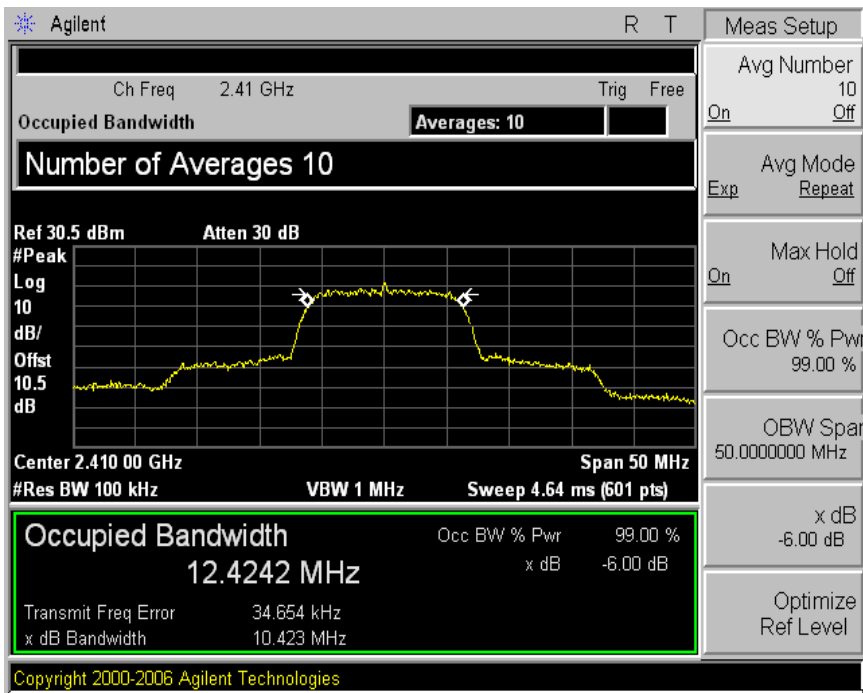 Agilent R T
Ch Freq 2.41 GHz Trig Free
Occupied Bandwidth Averages: 10
Number of Averages 10
Ref 30.5 dBm Atten 30 dB
#Peak
Log
10
dB/
Offst
10.5
dB
Center 2.410 00 GHz Span 50 MHz
#Res BW 100 kHz VBW 1 MHz Sweep 4.64 ms (601 pts)
Occupied Bandwidth Occ BW % Pwr 99.00 %
12.4242 MHz x dB -6.00 dB
Transmit Freq Error 34.654 kHz
x dB Bandwidth 10.423 MHz
Copyright 2000-2006 Agilent Technologies
Meas Setup
Avg Number
10
On Off
Avg Mode
Exp Repeat
Max Hold
On Off
Occ BW % Pwr
99.00 %
OBW Span
50.0000000 MHz
x dB
-6.00 dB
Optimize
Ref Level